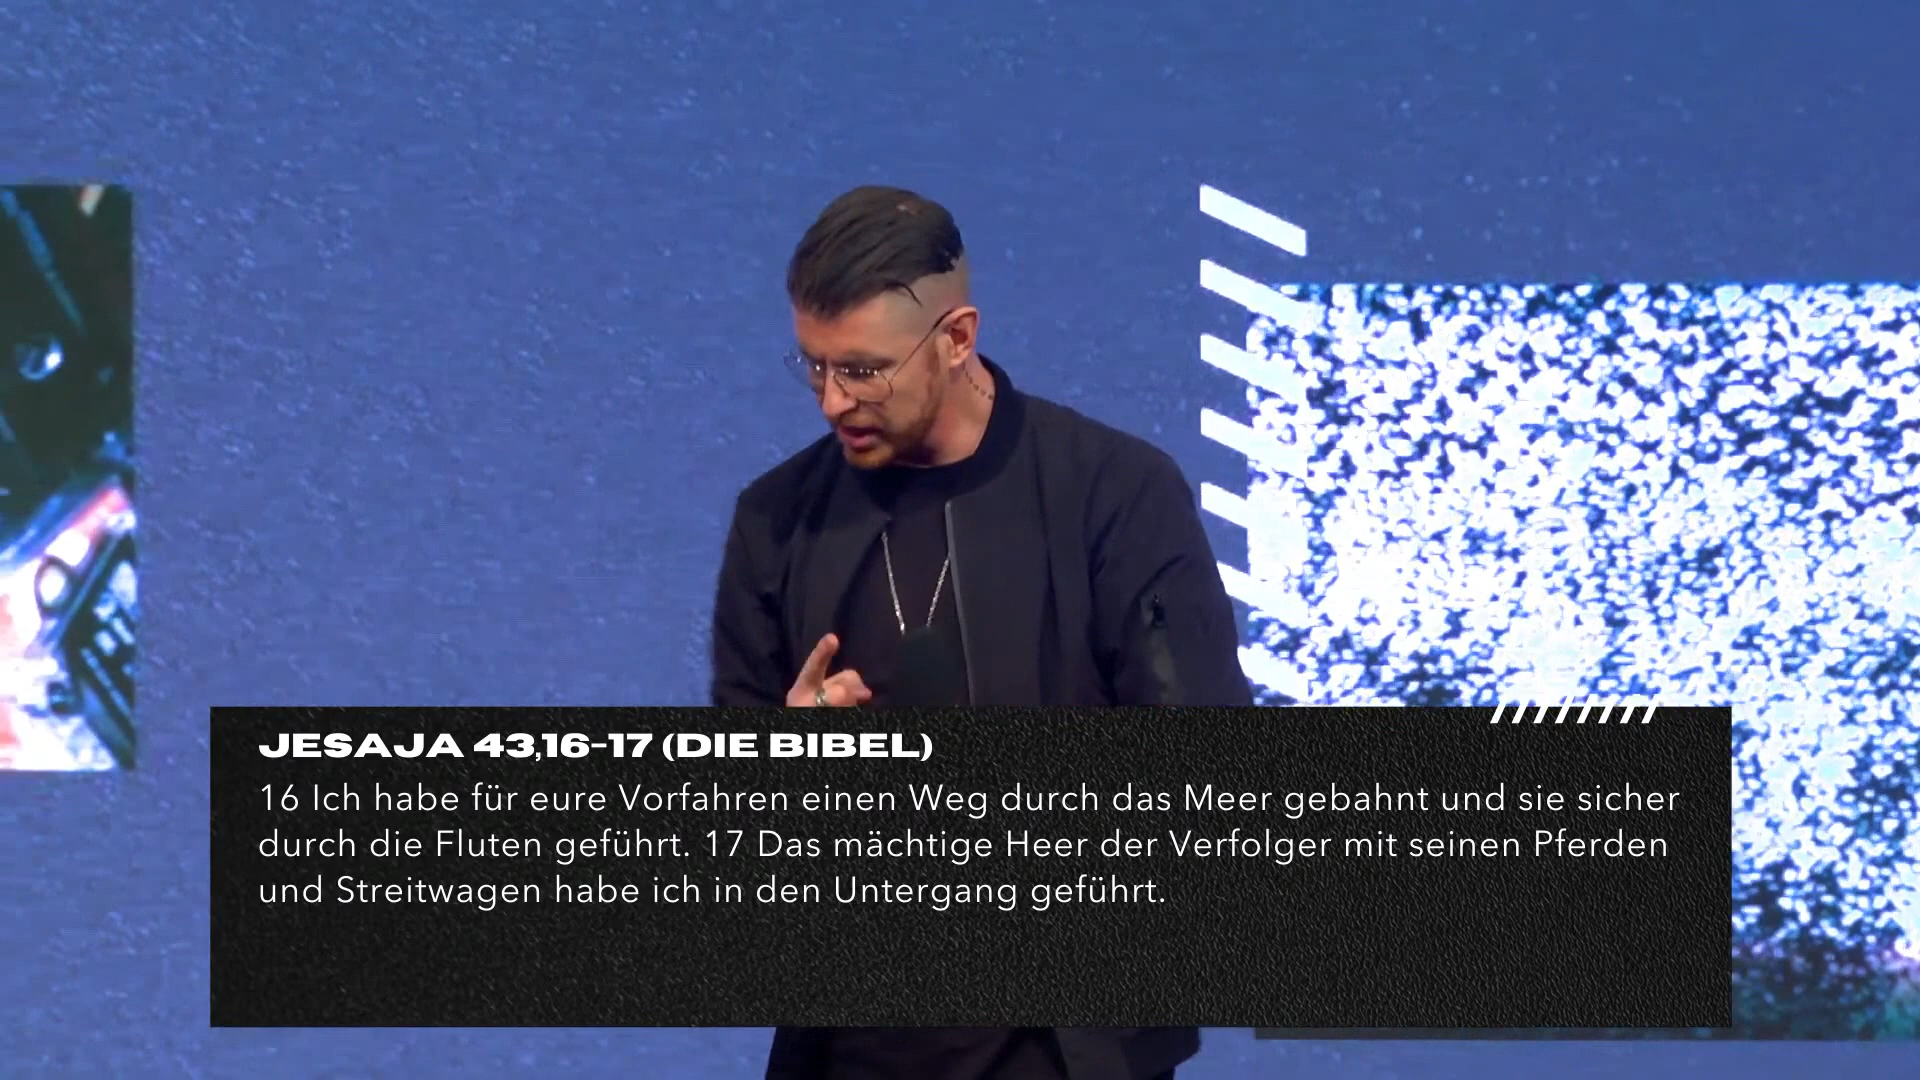 JESAJA 43,16-17 (DIE BIBEL)
16 Ich habe für eure Vorfahren einen Weg durch das Meer gebahnt und sie sicher
durch die Fluten geführt. 17 Das mächtige Heer der Verfolger mit seinen Pferden
und Streitwagen habe ich in den Untergang geführt.